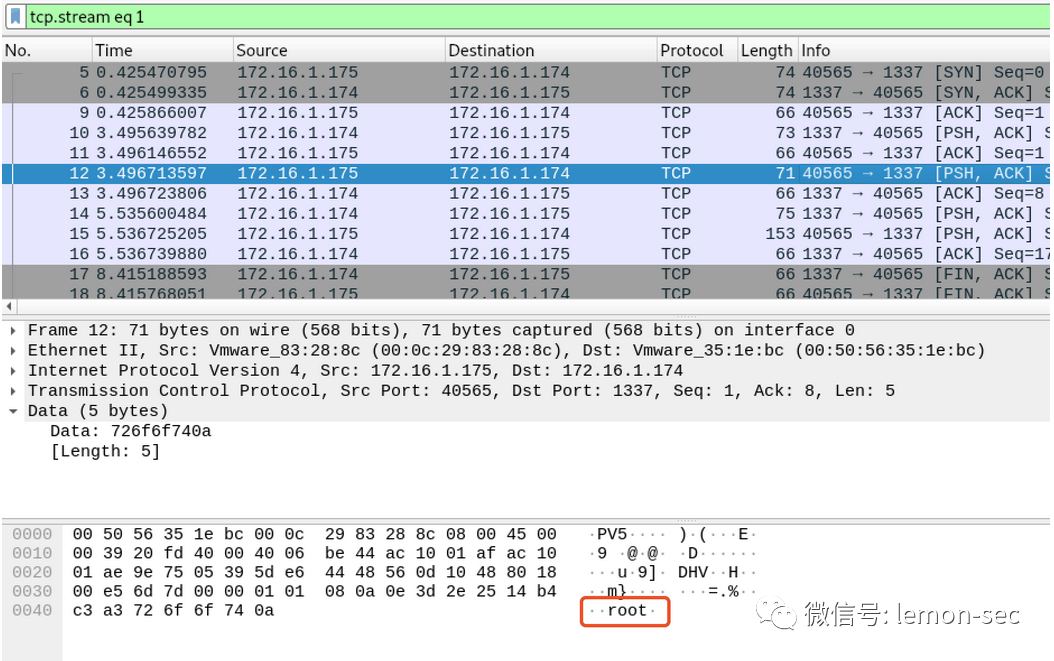 tcp.stream eq 1
No. Time Source Destination Protocol Length Info
5 0.425470795 172.16.1.175 172.16.1.174 TCP 74 40565 → 1337 [SYN] Seq=0
6 0.425499335 172.16.1.174 172.16.1.175 TCP 74 1337 → 40565 [SYN, ACK] S
9 0.425866007 172.16.1.175 172.16.1.174 TCP 66 40565 → 1337 [ACK] Seq=1
10 3.495639782 172.16.1.174 172.16.1.175 TCP 73 1337 → 40565 [PSH, ACK] S
11 3.496146552 172.16.1.175 172.16.1.174 TCP 66 40565 → 1337 [ACK] Seq=1
12 3.496713597 172.16.1.175 172.16.1.174 TCP 71 40565 → 1337 [PSH, ACK] S
13 3.496723806 172.16.1.174 172.16.1.175 TCP 66 1337 → 40565 [ACK] Seq=8
14 5.535600484 172.16.1.174 172.16.1.175 TCP 75 1337 → 40565 [PSH, ACK] S
15 5.536725205 172.16.1.175 172.16.1.174 TCP 153 40565 → 1337 [PSH, ACK] S
16 5.536739880 172.16.1.174 172.16.1.175 TCP 66 1337 → 40565 [ACK] Seq=17
17 8.415188593 172.16.1.174 172.16.1.175 TCP 66 1337 → 40565 [FIN, ACK] S
18 8.415768051 172.16.1.175 172.16.1.174 TCP 66 40565 → 1337 [FIN, ACK] S
Frame 12: 71 bytes on wire (568 bits), 71 bytes captured (568 bits) on interface 0
Ethernet II, Src: Vmware_83:28:8c (00:0c:29:83:28:8c), Dst: Vmware_35:1e:bc (00:50:56:35:1e:bc)
Internet Protocol Version 4, Src: 172.16.1.175, Dst: 172.16.1.174
Transmission Control Protocol, Src Port: 40565, Dst Port: 1337, Seq: 1, Ack: 8, Len: 5
Data (5 bytes)
Data: 726f6f740a
[Length: 5]
0000 00 50 56 35 1e bc 00 0c 29 83 28 8c 08 00 45 00 ·PV5···· )·(···E·
0010 00 39 20 fd 40 00 40 06 be 44 ac 10 01 af ac 10 ·9 ·@·@· ·D······
0020 01 ae 9e 75 05 39 5d e6 44 48 56 0d 10 48 80 18 ···u·9]· DHV··H··
0030 00 e5 6d 7d 00 00 01 01 08 0a 0e 3d 2e 25 14 b4 ··m}···· ···=.%··
0040 c3 a3 72 6f 6f 74 0a ··root·
微信号: lemon-sec